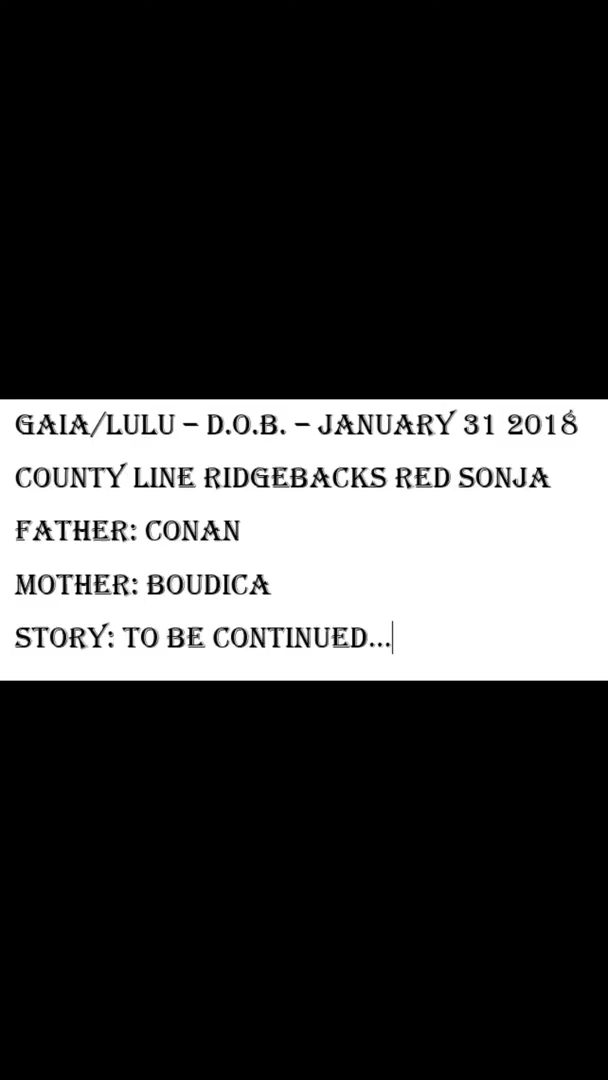 GAIA/LULU – D.O.B. – JANUARY 31 2018
COUNTY LINE RIDGEBACKS RED SONJA
FATHER: CONAN
MOTHER: BOUDICA
STORY: TO BE CONTINUED...